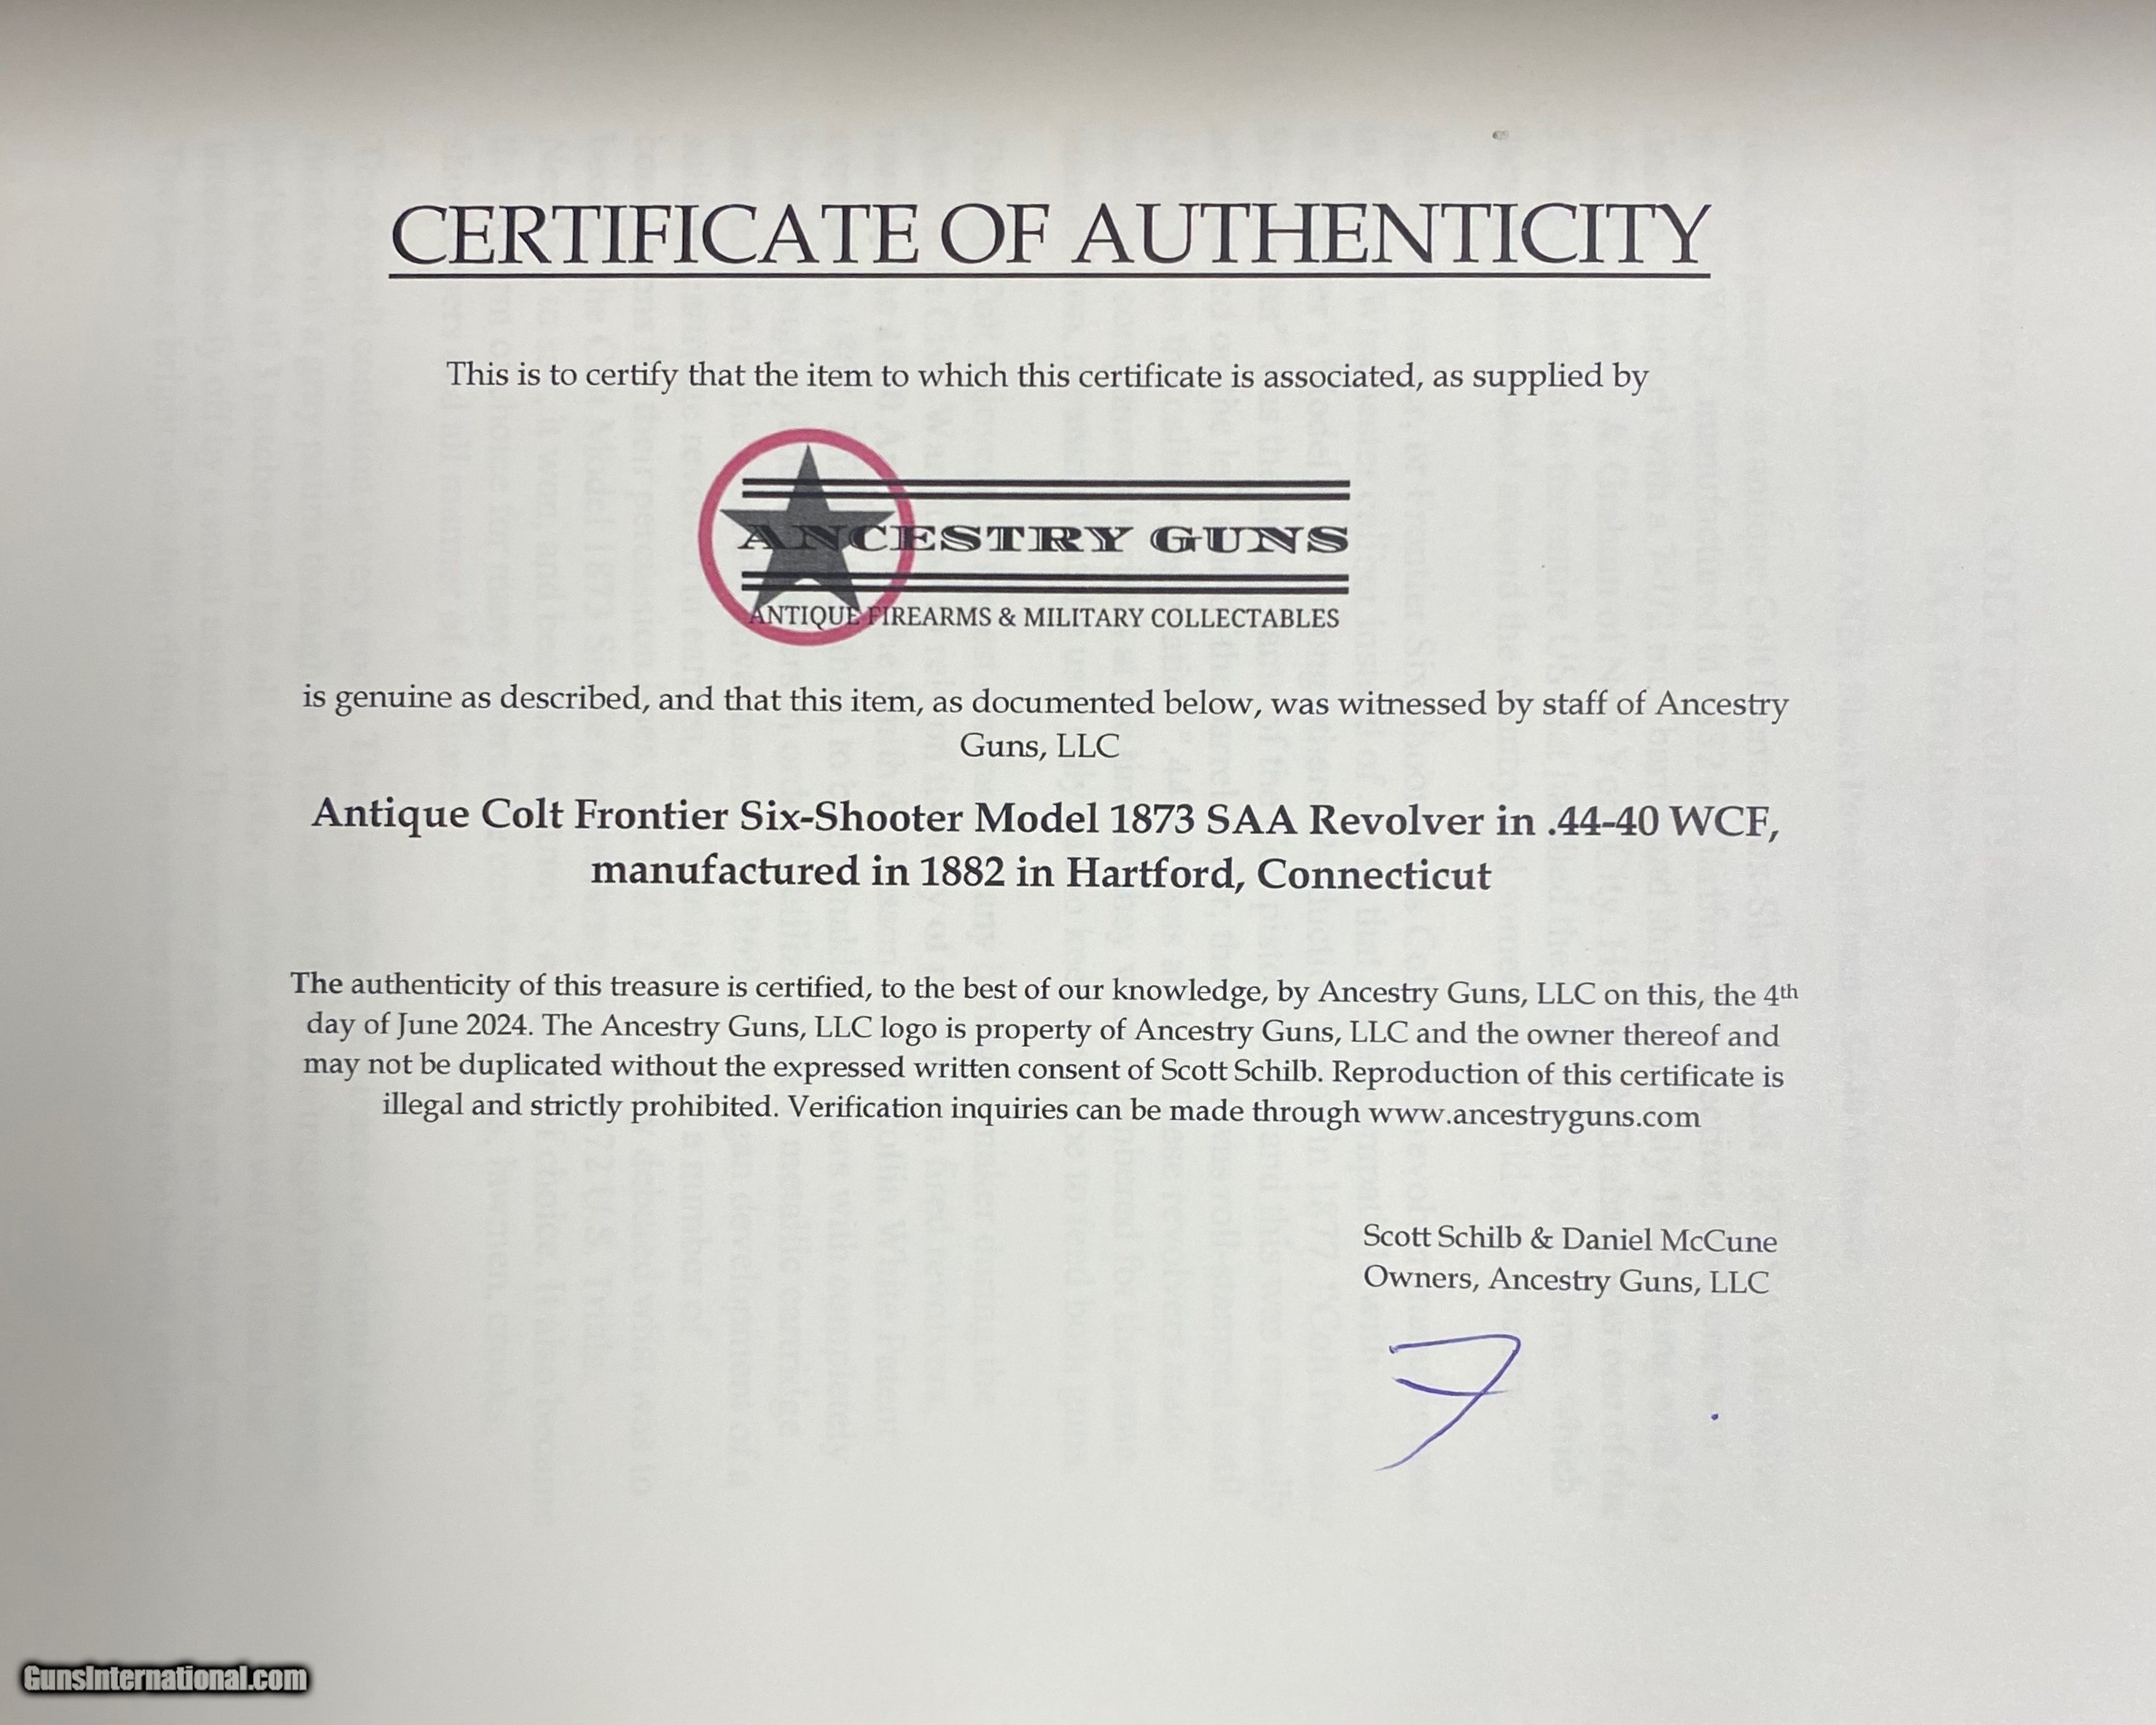 CERTIFICATE OF AUTHENTICITY
This is to certify that the item to which this certificate is associated, as supplied by
ANCESTRY GUNS
ANTIQUE FIREARMS & MILITARY COLLECTABLES
is genuine as described, and that this item, as documented below, was witnessed by staff of Ancestry
Guns, LLC
Antique Colt Frontier Six-Shooter Model 1873 SAA Revolver in .44-40 WCF,
manufactured in 1882 in Hartford, Connecticut
The authenticity of this treasure is certified, to the best of our knowledge, by Ancestry Guns, LLC on this, the 4th
day of June 2024. The Ancestry Guns, LLC logo is property of Ancestry Guns, LLC and the owner thereof and
may not be duplicated without the expressed written consent of Scott Schilb. Reproduction of this certificate is
illegal and strictly prohibited. Verification inquiries can be made through www.ancestryguns.com
Scott Schilb & Daniel McCune
Owners, Ancestry Guns, LLC
GunsInternational.com